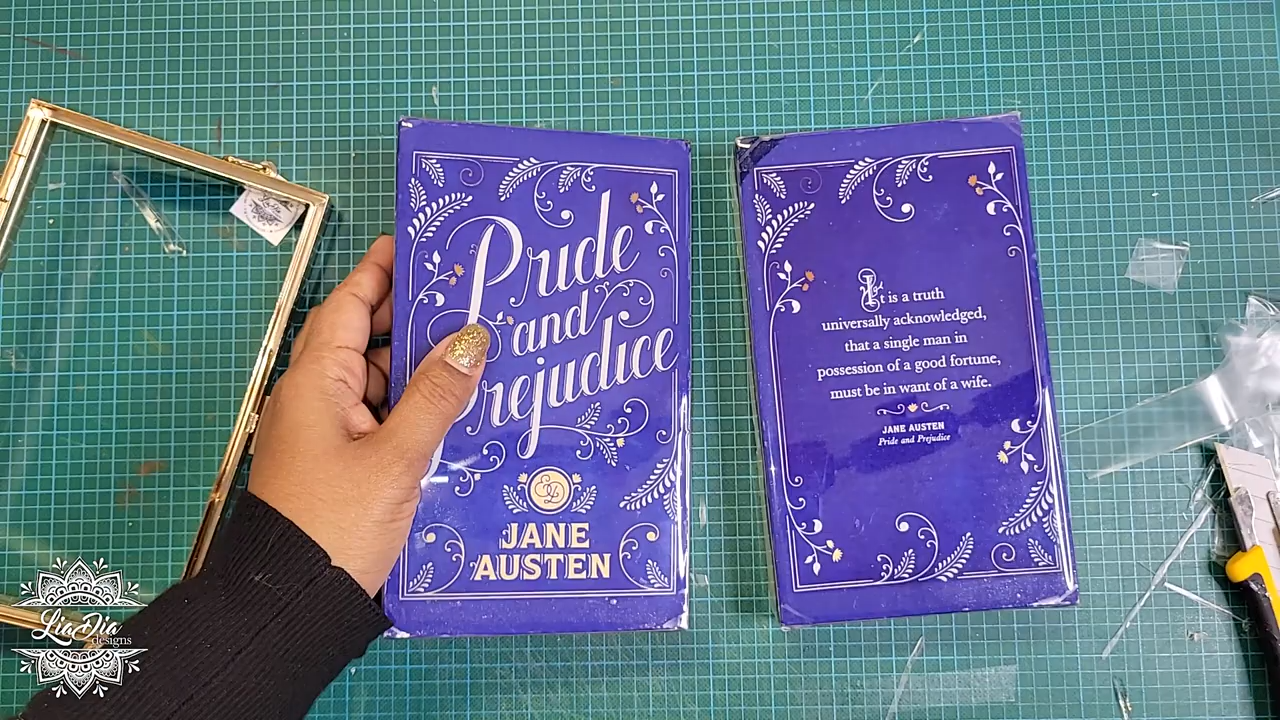 Pride
and
Prejudice
JANE
AUSTEN
It is a truth
universally acknowledged,
that a single man in
possession of a good fortune,
must be in want of a wife.
JANE AUSTEN
Pride and Prejudice
LiaDia
designs